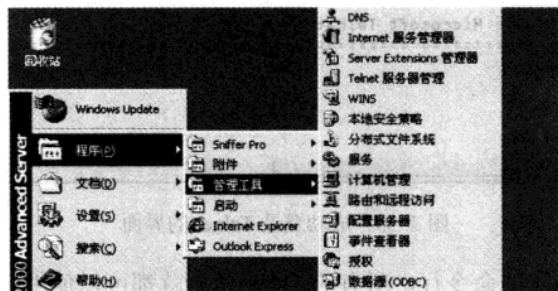 回收站
Windows Update
程序(P)
文档(D)
设置(S)
搜索(C)
帮助(H)
2000 Advanced Server
Sniffer Pro
附件
管理工具
启动
Internet Explorer
Outlook Express
DNS
Internet 服务管理器
Server Extensions 管理器
Telnet 服务器管理
WINS
本地安全策略
分布式文件系统
服务
计算机管理
路由和远程访问
配置服务器
事件查看器
授权
数据源 (ODBC)